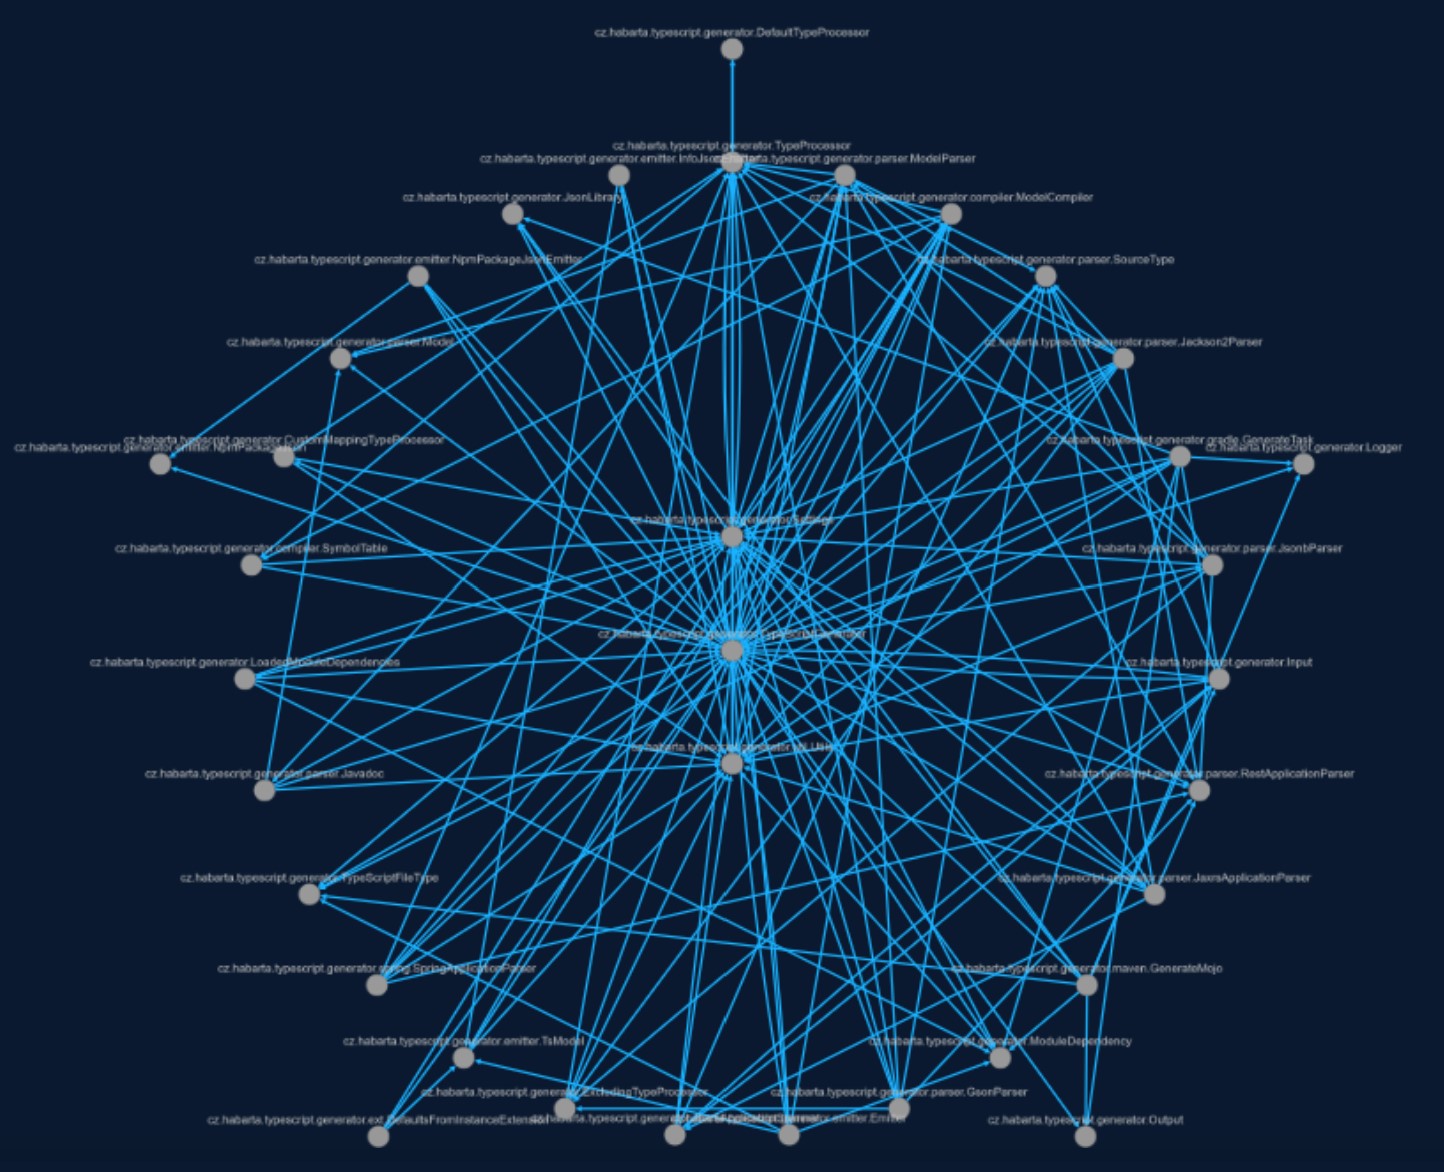 cz.habarta.typescript.generator.DefaultTypeProcessor
cz.habarta.typescript.generator.TypeProcessor
cz.habarta.typescript.generator.emitter.InfoJson
cz.habarta.typescript.generator.parser.ModelParser
cz.habarta.typescript.generator.JsonLibrary
cz.habarta.typescript.generator.compiler.ModelCompiler
cz.habarta.typescript.generator.emitter.NpmPackageJsonEmitter
cz.habarta.typescript.generator.parser.SourceType
cz.habarta.typescript.generator.parser.Model
cz.habarta.typescript.generator.parser.Jackson2Parser
cz.habarta.typescript.generator.CustomMappingTypeProcessor
cz.habarta.typescript.generator.gradle.GenerateTask
cz.habarta.typescript.generator.emitter.NpmPackageJson
cz.habarta.typescript.generator.Logger
cz.habarta.typescript.generator.Settings
cz.habarta.typescript.generator.compiler.SymbolTable
cz.habarta.typescript.generator.parser.JsonbParser
cz.habarta.typescript.generator.TypeScriptGenerator
cz.habarta.typescript.generator.LoadedModuleDependencies
cz.habarta.typescript.generator.Input
cz.habarta.typescript.generator.util.Utils
cz.habarta.typescript.generator.parser.Javadoc
cz.habarta.typescript.generator.parser.RestApplicationParser
cz.habarta.typescript.generator.TypeScriptFileType
cz.habarta.typescript.generator.parser.JaxrsApplicationParser
cz.habarta.typescript.generator.spring.SpringApplicationParser
cz.habarta.typescript.generator.maven.GenerateMojo
cz.habarta.typescript.generator.emitter.TsModel
cz.habarta.typescript.generator.ModuleDependency
cz.habarta.typescript.generator.ExcludingTypeProcessor
cz.habarta.typescript.generator.parser.GsonParser
cz.habarta.typescript.generator.ext.DefaultsFromInstanceExtension
cz.habarta.typescript.generator.emitter.Emitter
cz.habarta.typescript.generator.Output